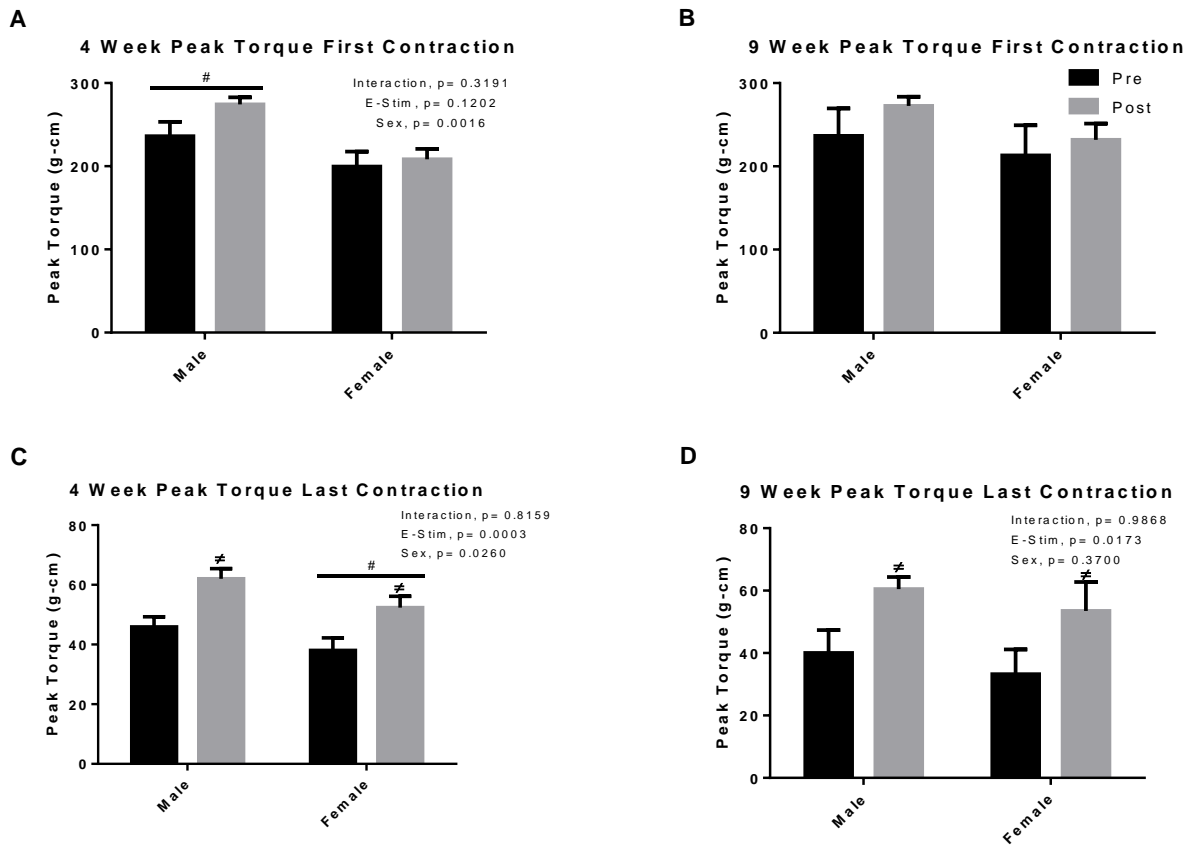 A
4 Week Peak Torque First Contraction
#
Interaction, p= 0.3191
E-Stim, p= 0.1202
Sex, p= 0.0016
Peak Torque (g-cm)
300
200
100
0
Male
Female
B
9 Week Peak Torque First Contraction
Pre
Post
Peak Torque (g-cm)
300
200
100
0
Male
Female
C
4 Week Peak Torque Last Contraction
Interaction, p= 0.8159
E-Stim, p= 0.0003
Sex, p= 0.0260
≠
#
≠
Peak Torque (g-cm)
80
60
40
20
0
Male
Female
D
9 Week Peak Torque Last Contraction
Interaction, p= 0.9868
E-Stim, p= 0.0173
Sex, p= 0.3700
≠
≠
Peak Torque (g-cm)
80
60
40
20
0
Male
Female